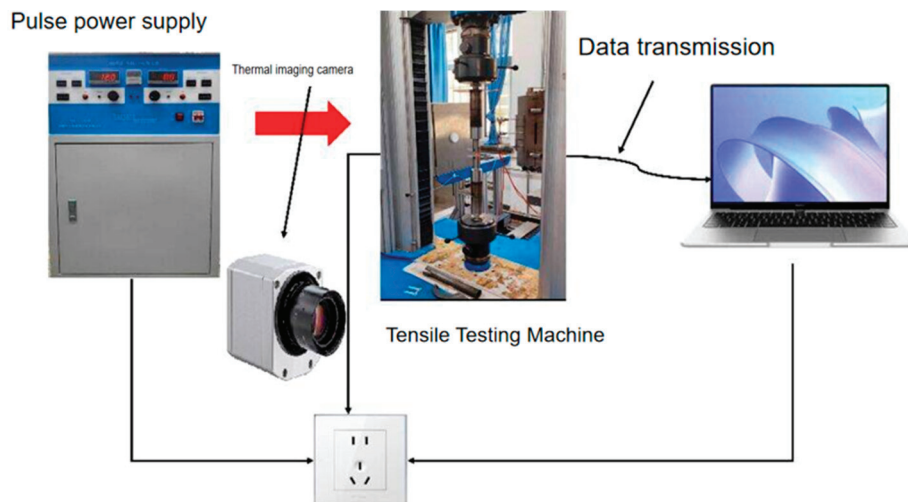 Pulse power supply
Thermal imaging camera
Data transmission
Tensile Testing Machine